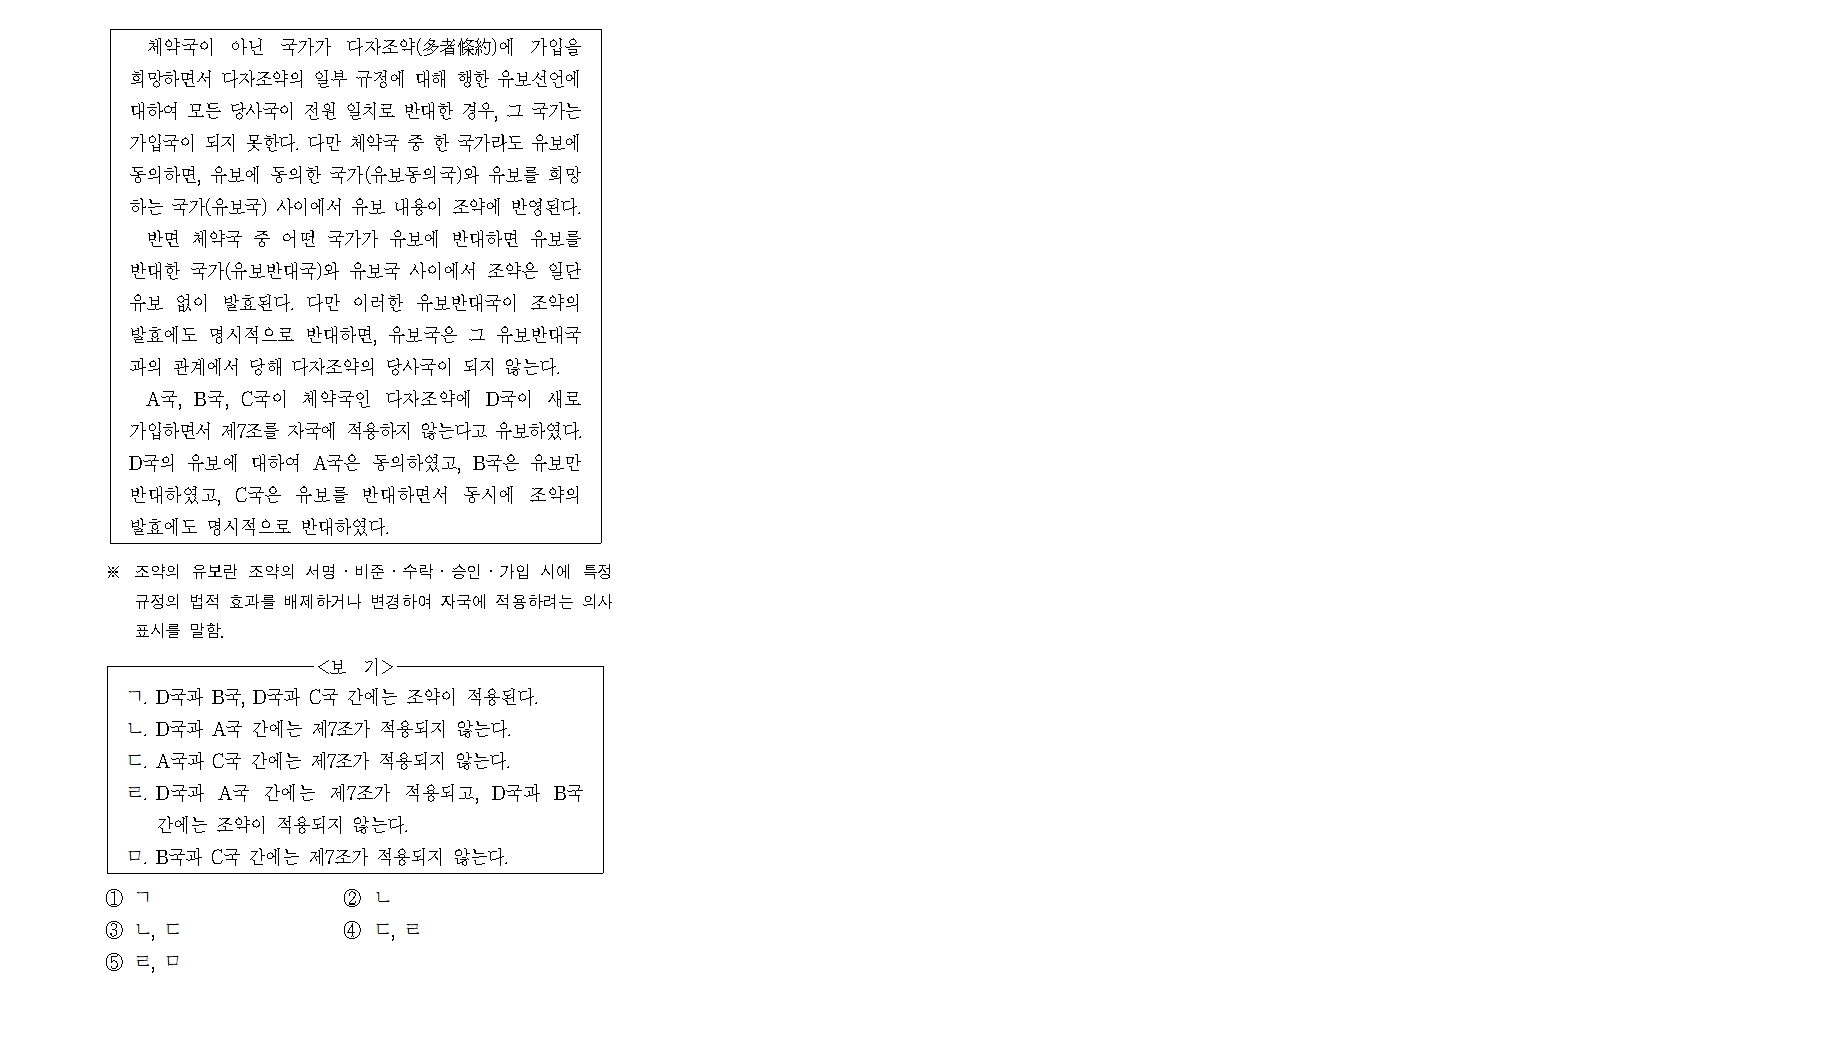 체약국이 아닌 국가가 다자조약(多者條約)에 가입을
희망하면서 다자조약의 일부 규정에 대해 행한 유보선언에
대하여 모든 당사국이 전원 일치로 반대한 경우, 그 국가는
가입국이 되지 못한다. 다만 체약국 중 한 국가라도 유보에
동의하면, 유보에 동의한 국가(유보동의국)와 유보를 희망
하는 국가(유보국) 사이에서 유보 내용이 조약에 반영된다.
반면 체약국 중 어떤 국가가 유보에 반대하면 유보를
반대한 국가(유보반대국)와 유보국 사이에서 조약은 일단
유보 없이 발효된다. 다만 이러한 유보반대국이 조약의
발효에도 명시적으로 반대하면, 유보국은 그 유보반대국
과의 관계에서 당해 다자조약의 당사국이 되지 않는다.
A국, B국, C국이 체약국인 다자조약에 D국이 새로
가입하면서 제7조를 자국에 적용하지 않는다고 유보하였다.
D국의 유보에 대하여 A국은 동의하였고, B국은 유보만
반대하였고, C국은 유보를 반대하면서 동시에 조약의
발효에도 명시적으로 반대하였다.
※ 조약의 유보란 조약의 서명·비준·수락·승인·가입 시에 특정
규정의 법적 효과를 배제하거나 변경하여 자국에 적용하려는 의사
표시를 말함.
<보 기>
ㄱ. D국과 B국, D국과 C국 간에는 조약이 적용된다.
ㄴ. D국과 A국 간에는 제7조가 적용되지 않는다.
ㄷ. A국과 C국 간에는 제7조가 적용되지 않는다.
ㄹ. D국과 A국 간에는 제7조가 적용되고, D국과 B국
간에는 조약이 적용되지 않는다.
ㅁ. B국과 C국 간에는 제7조가 적용되지 않는다.
① ㄱ ② ㄴ
③ ㄴ, ㄷ ④ ㄷ, ㄹ
⑤ ㄹ, ㅁ